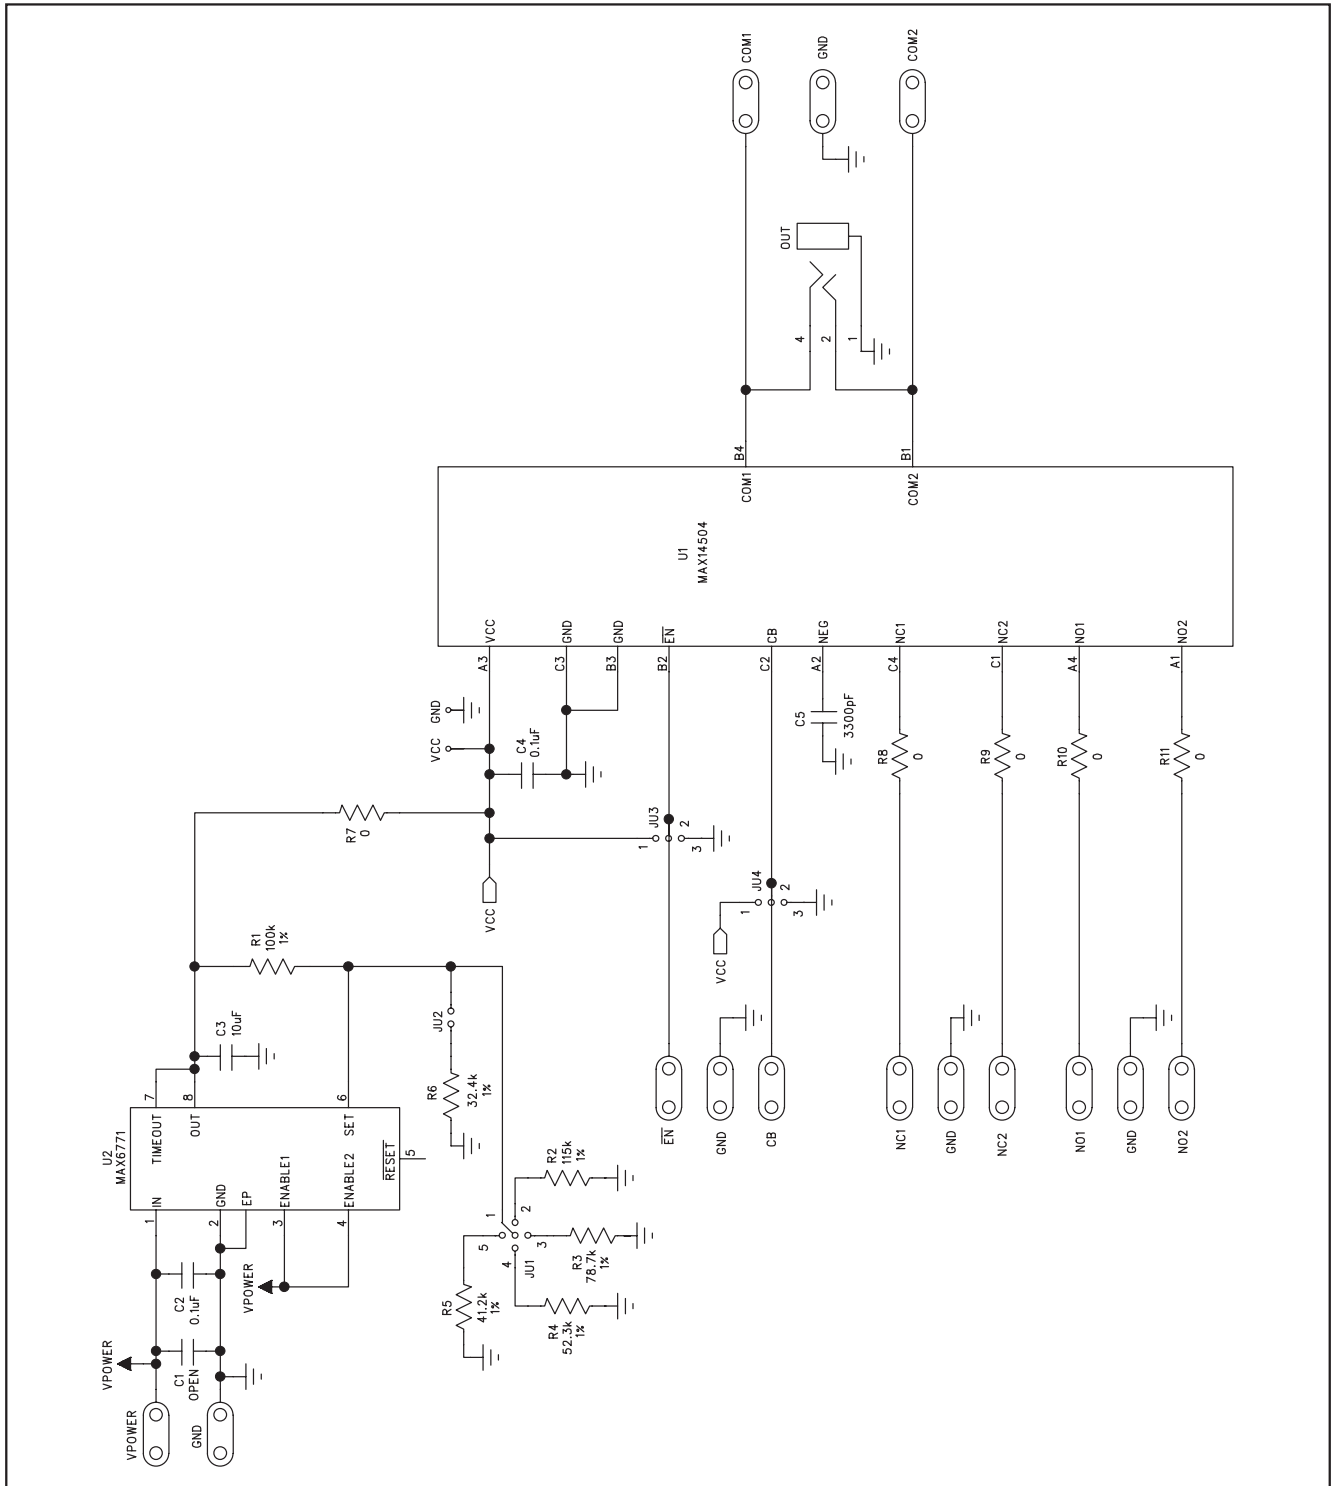 VPOWER
GND
VPOWER
C1
OPEN
C2
0.1uF
VPOWER
U2
MAX6771
1
IN
2
GND
EP
3
ENABLE1
4
ENABLE2
TIMEOUT
7
OUT
8
SET
6
RESET
5
C3
10uF
R1
100k
1%
R7
0
JU2
R6
32.4k
1%
JU1
1
2
3
4
5
R2
115k
1%
R3
78.7k
1%
R4
52.3k
1%
R5
41.2k
1%
VCC
VCC
GND
C4
0.1uF
JU3
1
2
3
VCC
JU4
1
2
3
EN
GND
CB
NC1
GND
NC2
NO1
GND
NO2
C5
3300pF
R8
0
R9
0
R10
0
R11
0
A3
VCC
C3
GND
B3
GND
B2
EN
C2
CB
A2
NEG
C4
NC1
C1
NC2
A4
NO1
A1
NO2
U1
MAX14504
COM1
B4
COM2
B1
4
2
1
OUT
COM1
GND
COM2